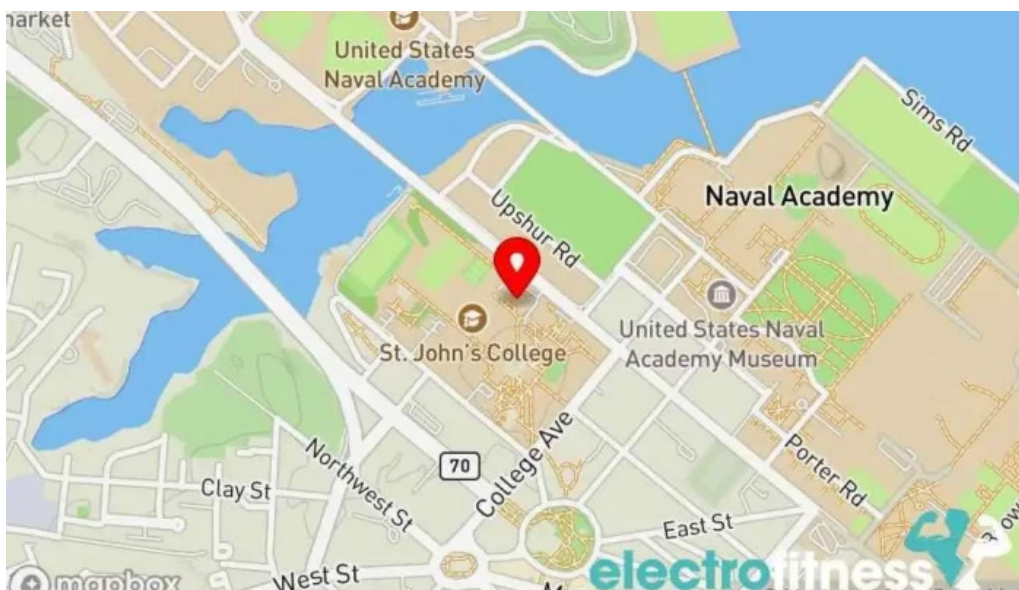 arket
United States
Naval Academy
Sims Rd
Naval Academy
Upshur Rd
United States Naval
Academy Museum
St. John's College
College Ave
70
Northwest St
Clay St
Porter Rd
East St
West St
mapbox
electrofitness